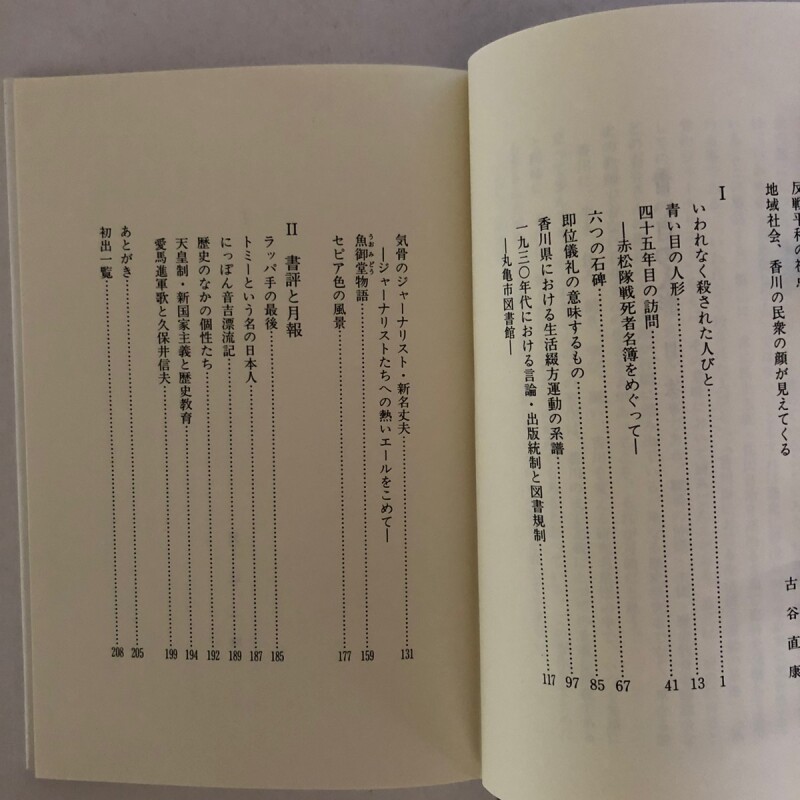 反戦平和の視点
地域社会、香川の民衆の顔が見えてくる
古谷直康
I
いわれなく殺された人びと……1
青い目の人形……13
四十五年目の訪問……41
―赤松隊戦死者名簿をめぐって―
六つの石碑……67
即位儀礼の意味するもの……85
香川県における生活綴方運動の系譜……97
一九三〇年代における言論・出版統制と図書規制……117
―丸亀市図書館―
気骨のジャーナリスト・新名丈夫……131
―ジャーナリストたちへの熱いエールをこめて―
魚御堂物語……159
うおみどう
セピア色の風景……177
II 書評と月報
ラッパ手の最後……185
トミーという名の日本人……187
にっぽん音吉漂流記……189
歴史のなかの個性たち……192
天皇制・新国家主義と歴史教育……194
愛馬進軍歌と久保井信夫……199
あとがき……205
初出一覧……208